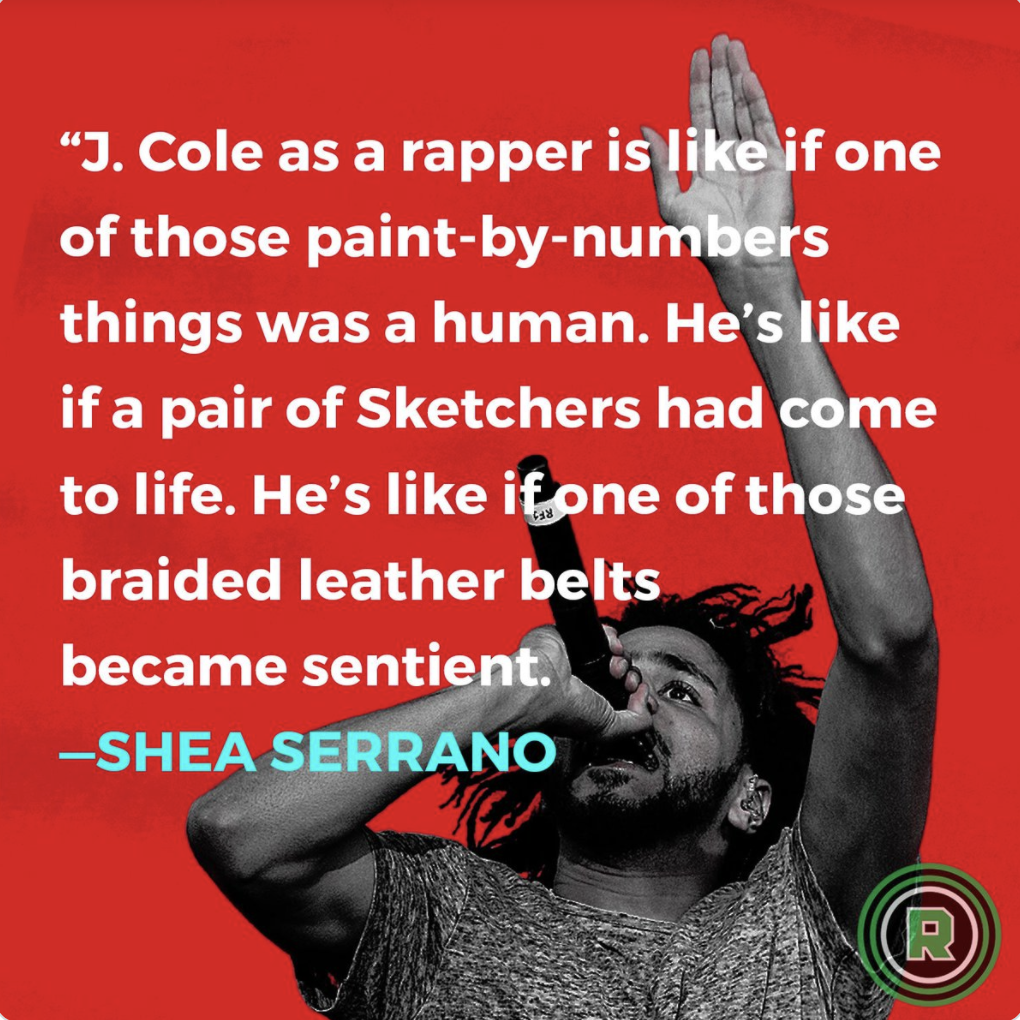 “J. Cole as a rapper is like if one
of those paint-by-numbers
things was a human. He’s like
if a pair of Sketchers had come
to life. He’s like if one of those
braided leather belts
became sentient.
—SHEA SERRANO
RF4
R